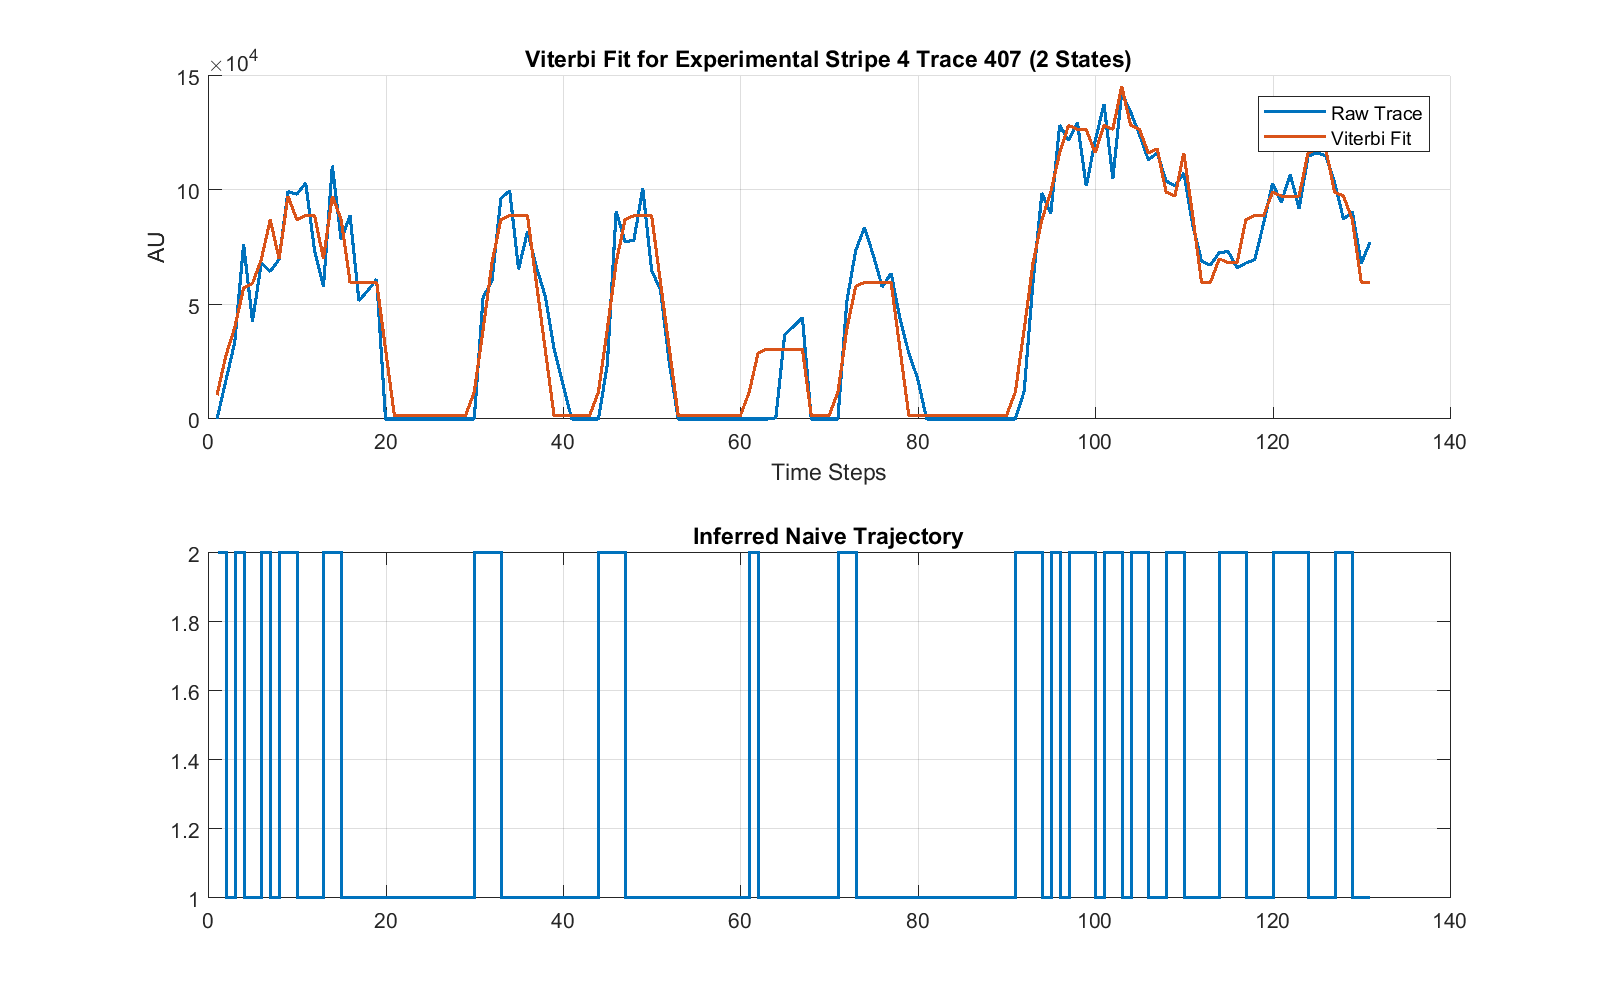 Viterbi Fit for Experimental Stripe 4 Trace 407 (2 States)
×10⁴
15
10
5
0
AU
Raw Trace
Viterbi Fit
0 20 40 60 80 100 120 140
Time Steps
Inferred Naive Trajectory
2
1.8
1.6
1.4
1.2
1
0 20 40 60 80 100 120 140